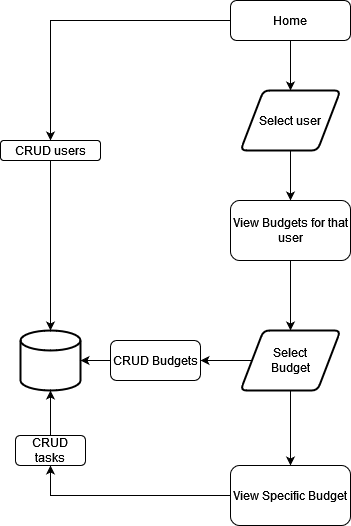 Home
Select user
CRUD users
View Budgets for that
user
Select
Budget
CRUD Budgets
CRUD
tasks
View Specific Budget